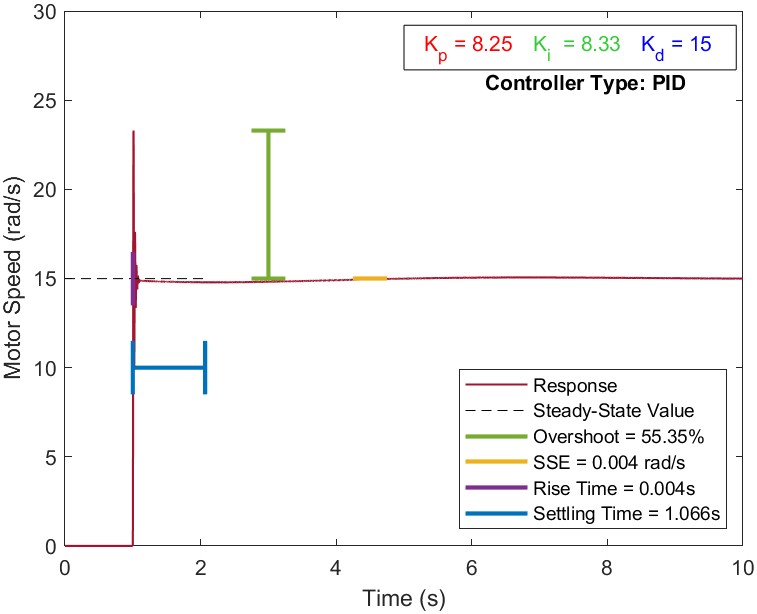 30
25
20
15
10
5
0
Motor Speed (rad/s)
Kp = 8.25 Ki = 8.33 Kd = 15
Controller Type: PID
Response
Steady-State Value
Overshoot = 55.35%
SSE = 0.004 rad/s
Rise Time = 0.004s
Settling Time = 1.066s
0 2 4 6 8 10
Time (s)